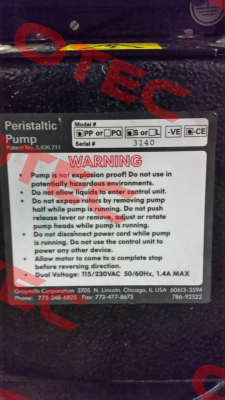 Peristaltic
Pump
Patent No. 5,630,711
Model #
PP or PQ S or L -VE -CE
Serial # 3140
WARNING
• Pump is not explosion proof! Do not use in
potentially hazardous environments.
• Do not allow liquids to enter control unit.
• Do not expose rotors by removing pump
half while pump is running. Do not push
release lever or remove, adjust or rotate
pump heads while pump is running.
• Do not disconnect power cord while pump
is running. Do not use the control unit to
power any other device.
• Allow motor to come to a complete stop
before reversing direction.
• Dual Voltage: 115/230VAC 50/60Hz, 1.4A MAX
Graymills Corporation 3705 N. Lincoln, Chicago, IL USA 60613-3594
Phone: 773-248-6825 Fax: 773-477-8673 786-92522